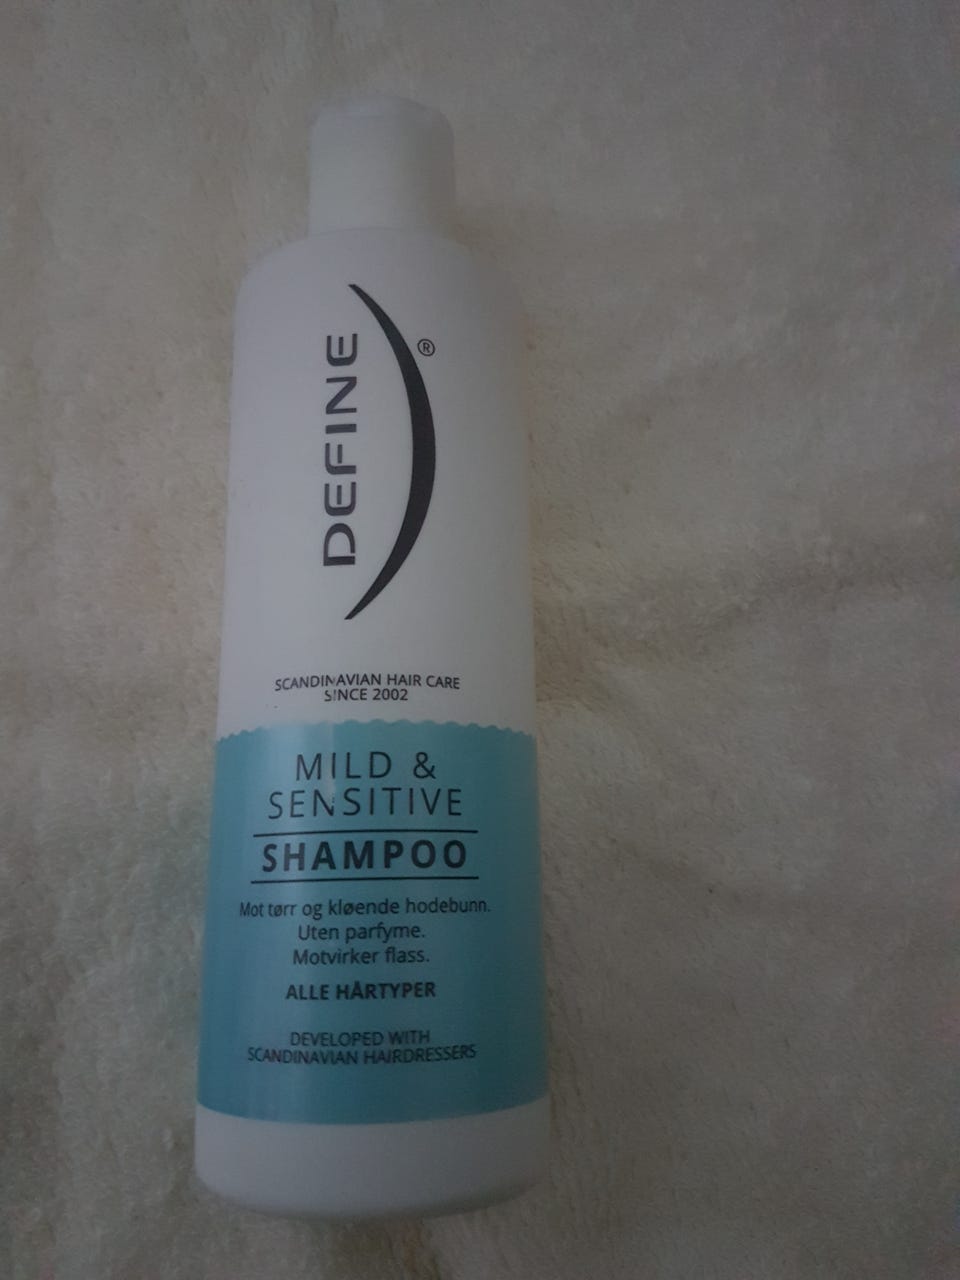 DEFINE
®
SCANDINAVIAN HAIR CARE
SINCE 2002
MILD &
SENSITIVE
SHAMPOO
Mot tørr og kløende hodebunn.
Uten parfyme.
Motvirker flass.
ALLE HÅRTYPER
DEVELOPED WITH
SCANDINAVIAN HAIRDRESSERS